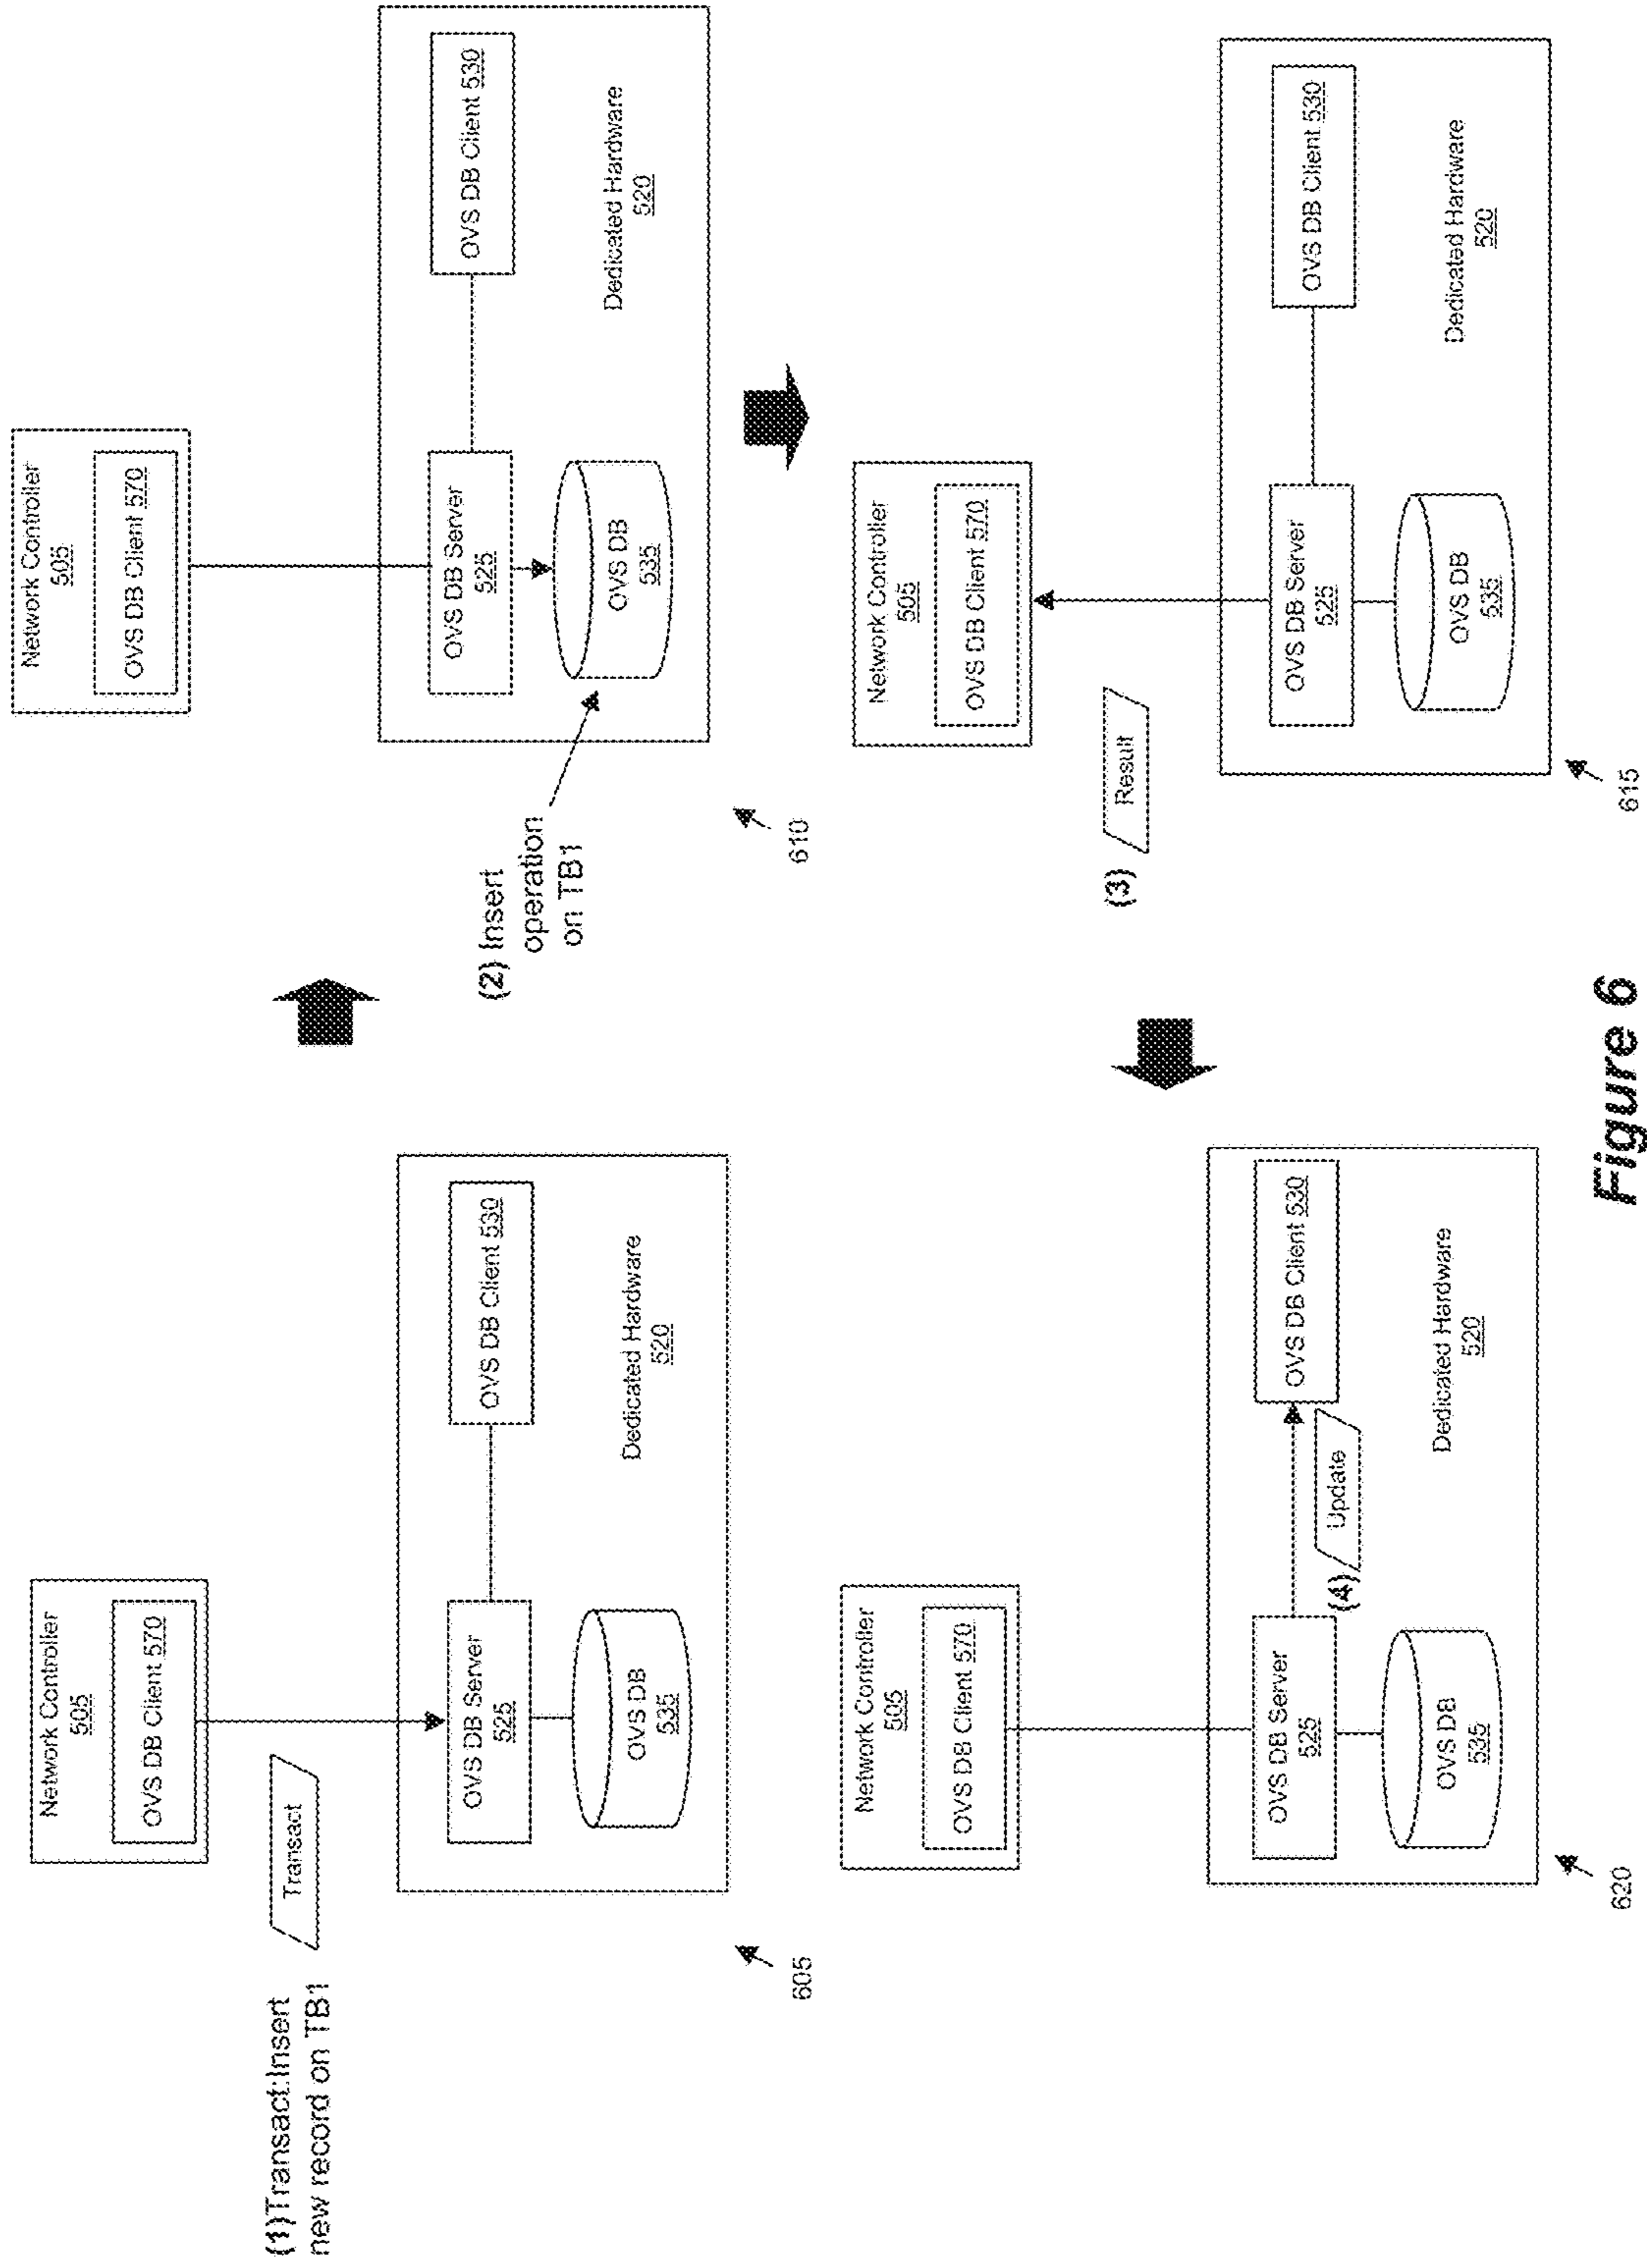 (1)Transact:Insert
new record on TB1
Transact
Network Controller
505
OVS DB Client 570
OVS DB Server
525
OVS DB
535
OVS DB Client 530
Dedicated Hardware
520
605
(2) Insert
operation
on TB1
Network Controller
505
OVS DB Client 570
OVS DB Server
525
OVS DB
535
OVS DB Client 530
Dedicated Hardware
520
610
(3)
Result
Network Controller
505
OVS DB Client 570
OVS DB Server
525
OVS DB
535
OVS DB Client 530
Dedicated Hardware
520
615
Network Controller
505
OVS DB Client 570
OVS DB Server
525
OVS DB
535
(4)
Update
OVS DB Client 530
Dedicated Hardware
520
620
Figure 6